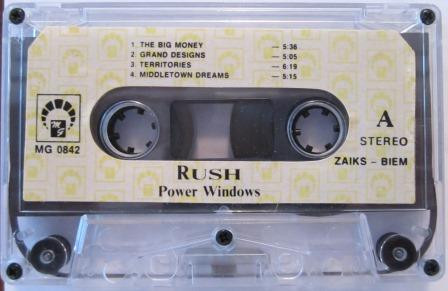 1. THE BIG MONEY — 5:36
2. GRAND DESIGNS — 5:05
3. TERRITORIES — 6:19
4. MIDDLETOWN DREAMS — 5:15
MG
MG 0842
A
STEREO
ZAIKS - BIEM
RUSH
Power Windows